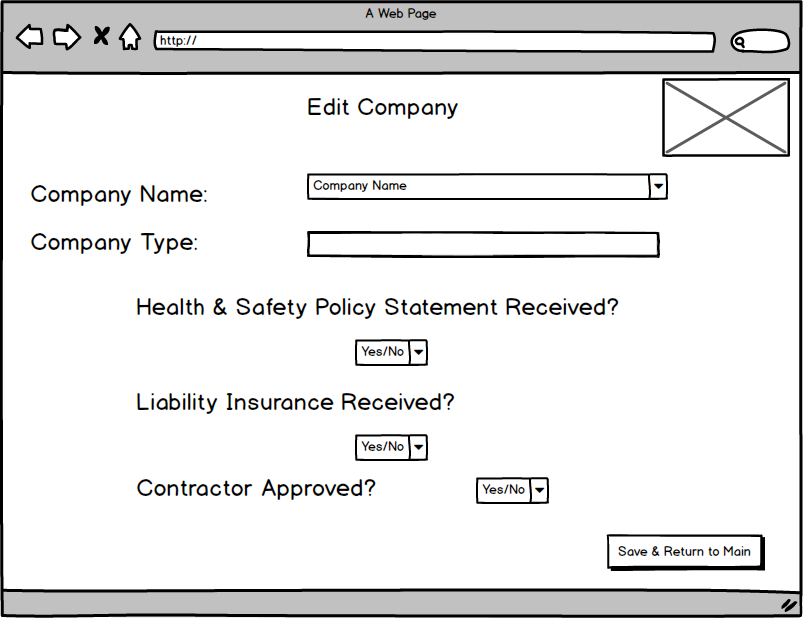 A Web Page
http://
Edit Company
Company Name:
Company Name
Company Type:
Health & Safety Policy Statement Received?
Yes/No
Liability Insurance Received?
Yes/No
Contractor Approved?
Yes/No
Save & Return to Main